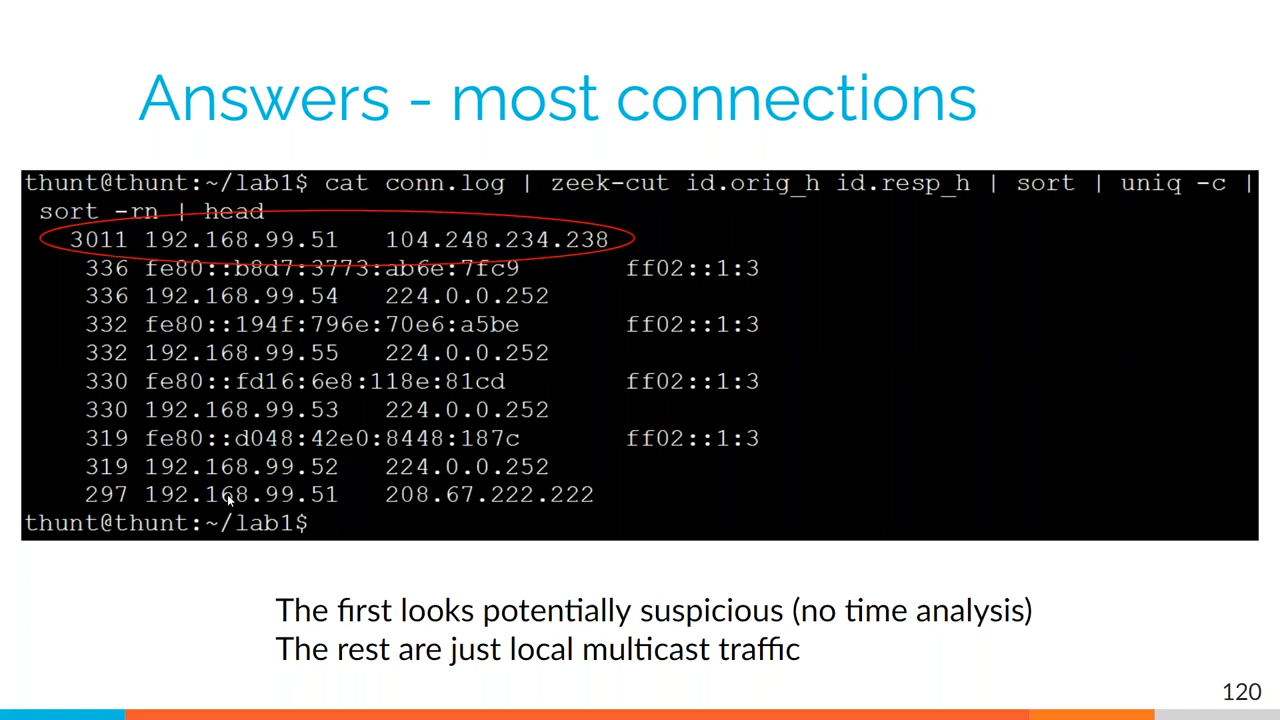 Answers - most connections
thunt@thunt:~/lab1$ cat conn.log | zeek-cut id.orig_h id.resp_h | sort | uniq -c |
sort -rn | head
3011 192.168.99.51 104.248.234.238
336 fe80::b8d7:3773:ab6e:7fc9 ff02::1:3
336 192.168.99.54 224.0.0.252
332 fe80::194f:796e:70e6:a5be ff02::1:3
332 192.168.99.55 224.0.0.252
330 fe80::fd16:6e8:118e:81cd ff02::1:3
330 192.168.99.53 224.0.0.252
319 fe80::d048:42e0:8448:187c ff02::1:3
319 192.168.99.52 224.0.0.252
297 192.168.99.51 208.67.222.222
thunt@thunt:~/lab1$
The first looks potentially suspicious (no time analysis)
The rest are just local multicast traffic
120